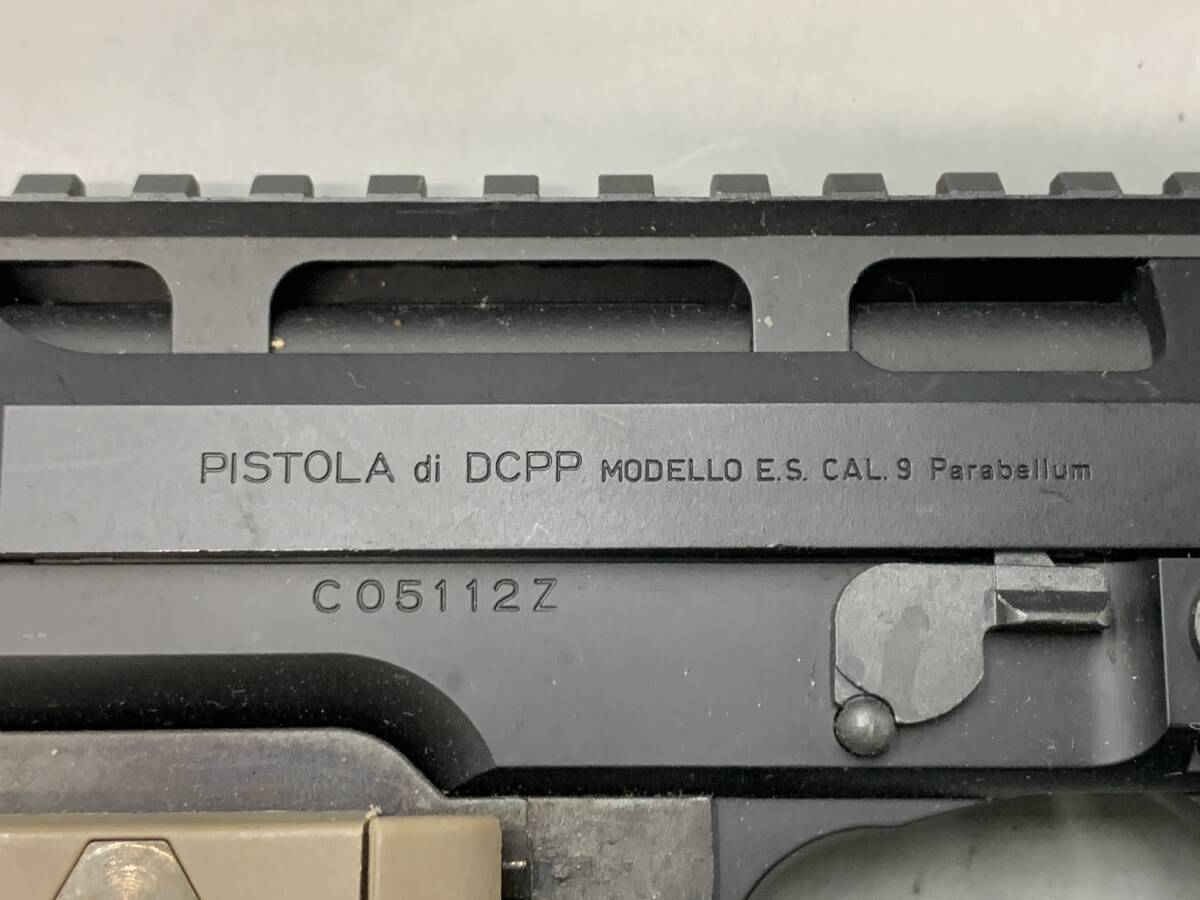 PISTOLA di DCPP MODELLO E.S. CAL. 9 Parabellum
C05112Z